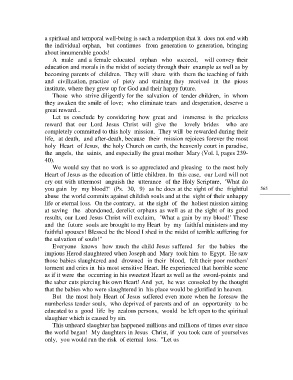 a spiritual and temporal well-being is such a redemption that it does not end with
the individual orphan, but continues from generation to generation, bringing
about innumerable goods!
A male and a female educated orphan who succeed, will convey their
education and morals in the midst of society through their example as well as by
becoming parents of children. They will share with them the teaching of faith
and civilization, practice of piety and training they received in the pious
institute, where they grew up for God and their happy future.
Those who strive diligently for the salvation of tender children, in whom
they awaken the smile of love; who eliminate tears and desperation, deserve a
great reward...
Let us conclude by considering how great and immense is the priceless
reward that our Lord Jesus Christ will give the lovely brides who are
completely committed to this holy mission. They will be rewarded during their
life, at death, and after-death, because their mission rejoices forever the most
holy Heart of Jesus, the holy Church on earth, the heavenly court in paradise,
the angels, the saints, and especially the great mother Mary (Vol. 1, pages 239-
40).
We would say that no work is so appreciated and pleasing to the most holy
Heart of Jesus as the education of little children. In this case, our Lord will not
cry out with uttermost anguish the utterance of the Holy Scripture, "What do
you gain by my blood?" (Ps. 30, 9) as he does at the sight of the frightful
abuse the world commits against childish souls and at the sight of their unhappy
life or eternal loss. On the contrary, at the sight of the holiest mission aiming
at saving the abandoned, derelict orphans as well as at the sight of its good
results, our Lord Jesus Christ will exclaim, "What a gain by my blood! These
and the future souls are brought to my Heart by my faithful ministers and my
faithful spouses! Blessed be the blood I shed in the midst of terrible suffering for
the salvation of souls!"
Everyone knows how much the child Jesus suffered for the babies the
impious Herod slaughtered when Joseph and Mary took him to Egypt. He saw
those babies slaughtered and drowned in their blood, felt their poor mothers'
torment and cries in his most sensitive Heart. He experienced that horrible scene
as if it were the occurring in his sweetest Heart as well as the sword-points and
the saber cuts piercing his own Heart! And yet, he was consoled by the thought
that the babies who were slaughtered in his place would be glorified in heaven.
But the most holy Heart of Jesus suffered even more when he foresaw the
numberless tender souls, who deprived of parents and of an opportunity to be
educated to a good life by zealous persons, would be left open to the spiritual
slaughter which is caused by sin.
This unheard slaughter has happened millions and millions of times ever since
the world began! My daughters in Jesus Christ, if you took care of yourselves
only, you would run the risk of eternal loss. "Let us